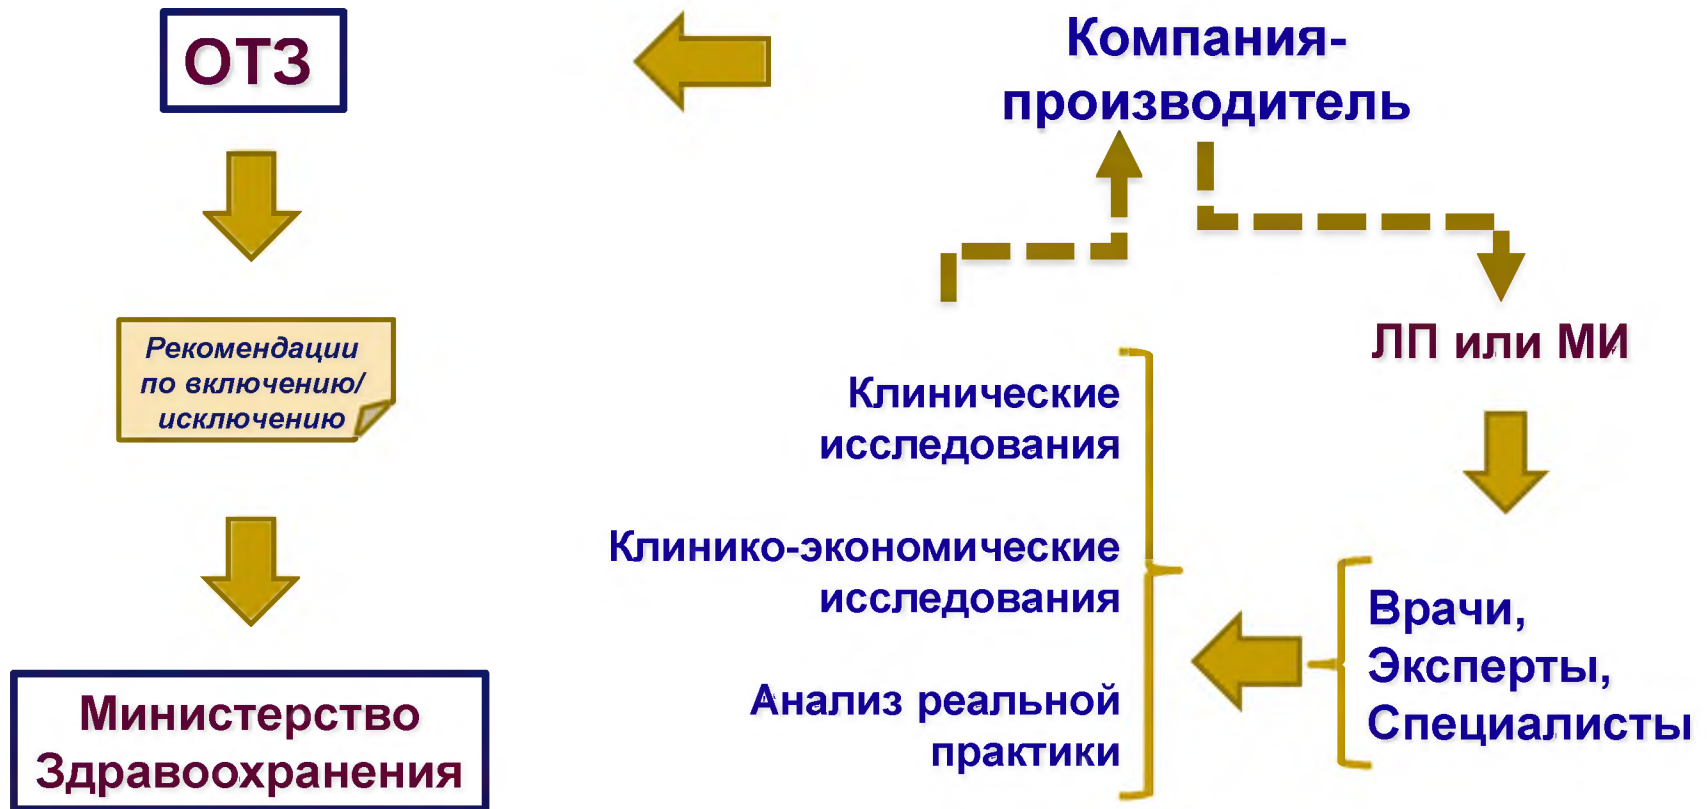 ОТЗ
Компания-
производитель
Рекомендации
по включению/
исключению
ЛП или МИ
Клинические
исследования
Клинико-экономические
исследования
Анализ реальной
практики
Врачи,
Эксперты,
Специалисты
Министерство
Здравоохранения